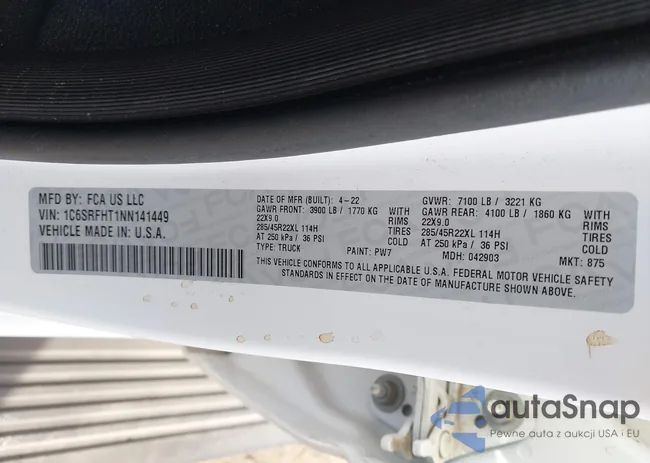 MFD BY: FCA US LLC
VIN: 1C6SRFHT1NN141449
VEHICLE MADE IN: U.S.A.
DATE OF MFR (BUILT): 4-22 GVWR: 7100 LB / 3221 KG
GAWR FRONT: 3900 LB / 1770 KG WITH GAWR REAR: 4100 LB / 1860 KG WITH
22X9.0 RIMS 22X9.0 RIMS
285/45R22XL 114H TIRES 285/45R22XL 114H TIRES
AT 250 kPa / 36 PSI COLD AT 250 kPa / 36 PSI COLD
TYPE: TRUCK PAINT: PW7 MDH: 042903 MKT: 875
THIS VEHICLE CONFORMS TO ALL APPLICABLE U.S.A. FEDERAL MOTOR VEHICLE SAFETY
STANDARDS IN EFFECT ON THE DATE OF MANUFACTURE SHOWN ABOVE.
autaSnap
Pewne auta z aukcji USA i EU